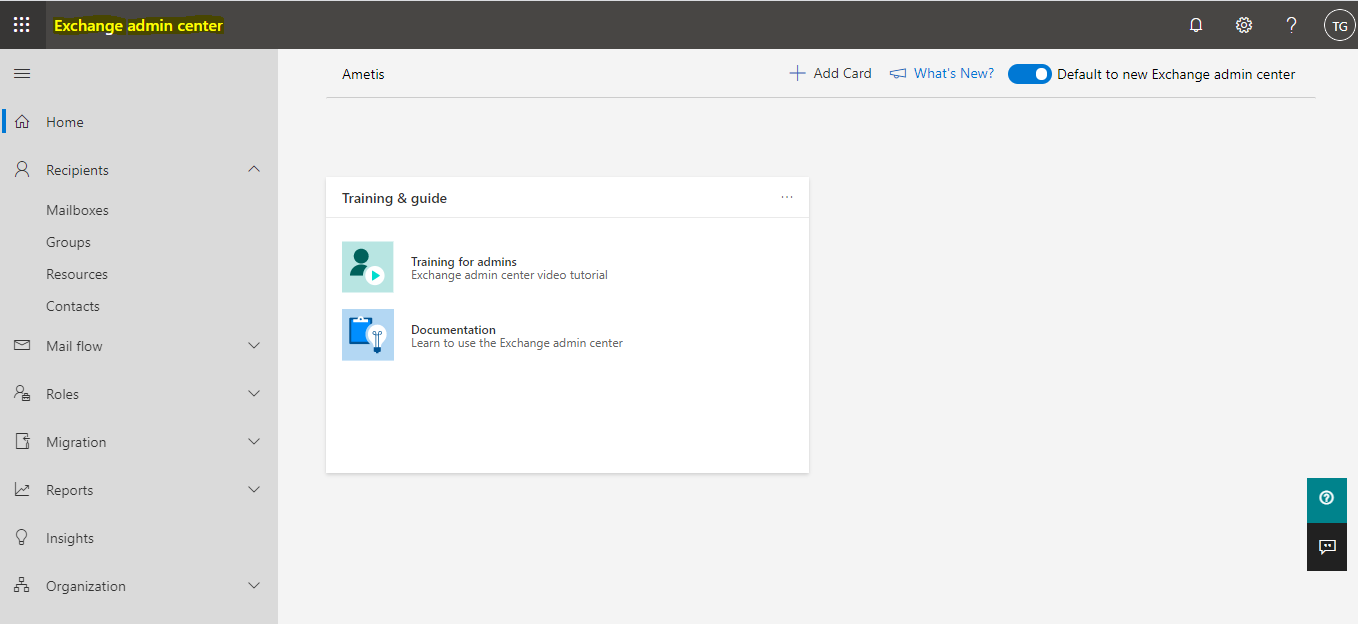 Exchange admin center
TG
Ametis
Add Card
What's New?
Default to new Exchange admin center
Home
Recipients
Mailboxes
Groups
Resources
Contacts
Mail flow
Roles
Migration
Reports
Insights
Organization
Training & guide
Training for admins
Exchange admin center video tutorial
Documentation
Learn to use the Exchange admin center